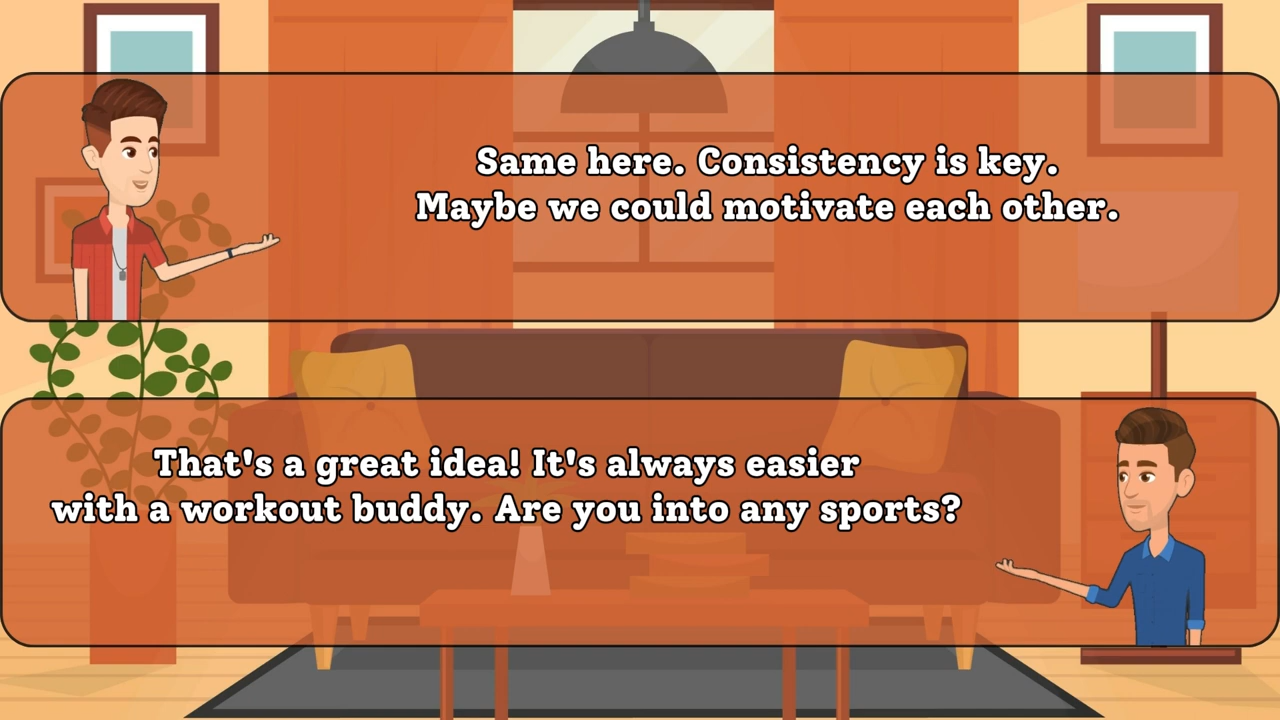 Same here. Consistency is key.
Maybe we could motivate each other.
That's a great idea! It's always easier
with a workout buddy. Are you into any sports?